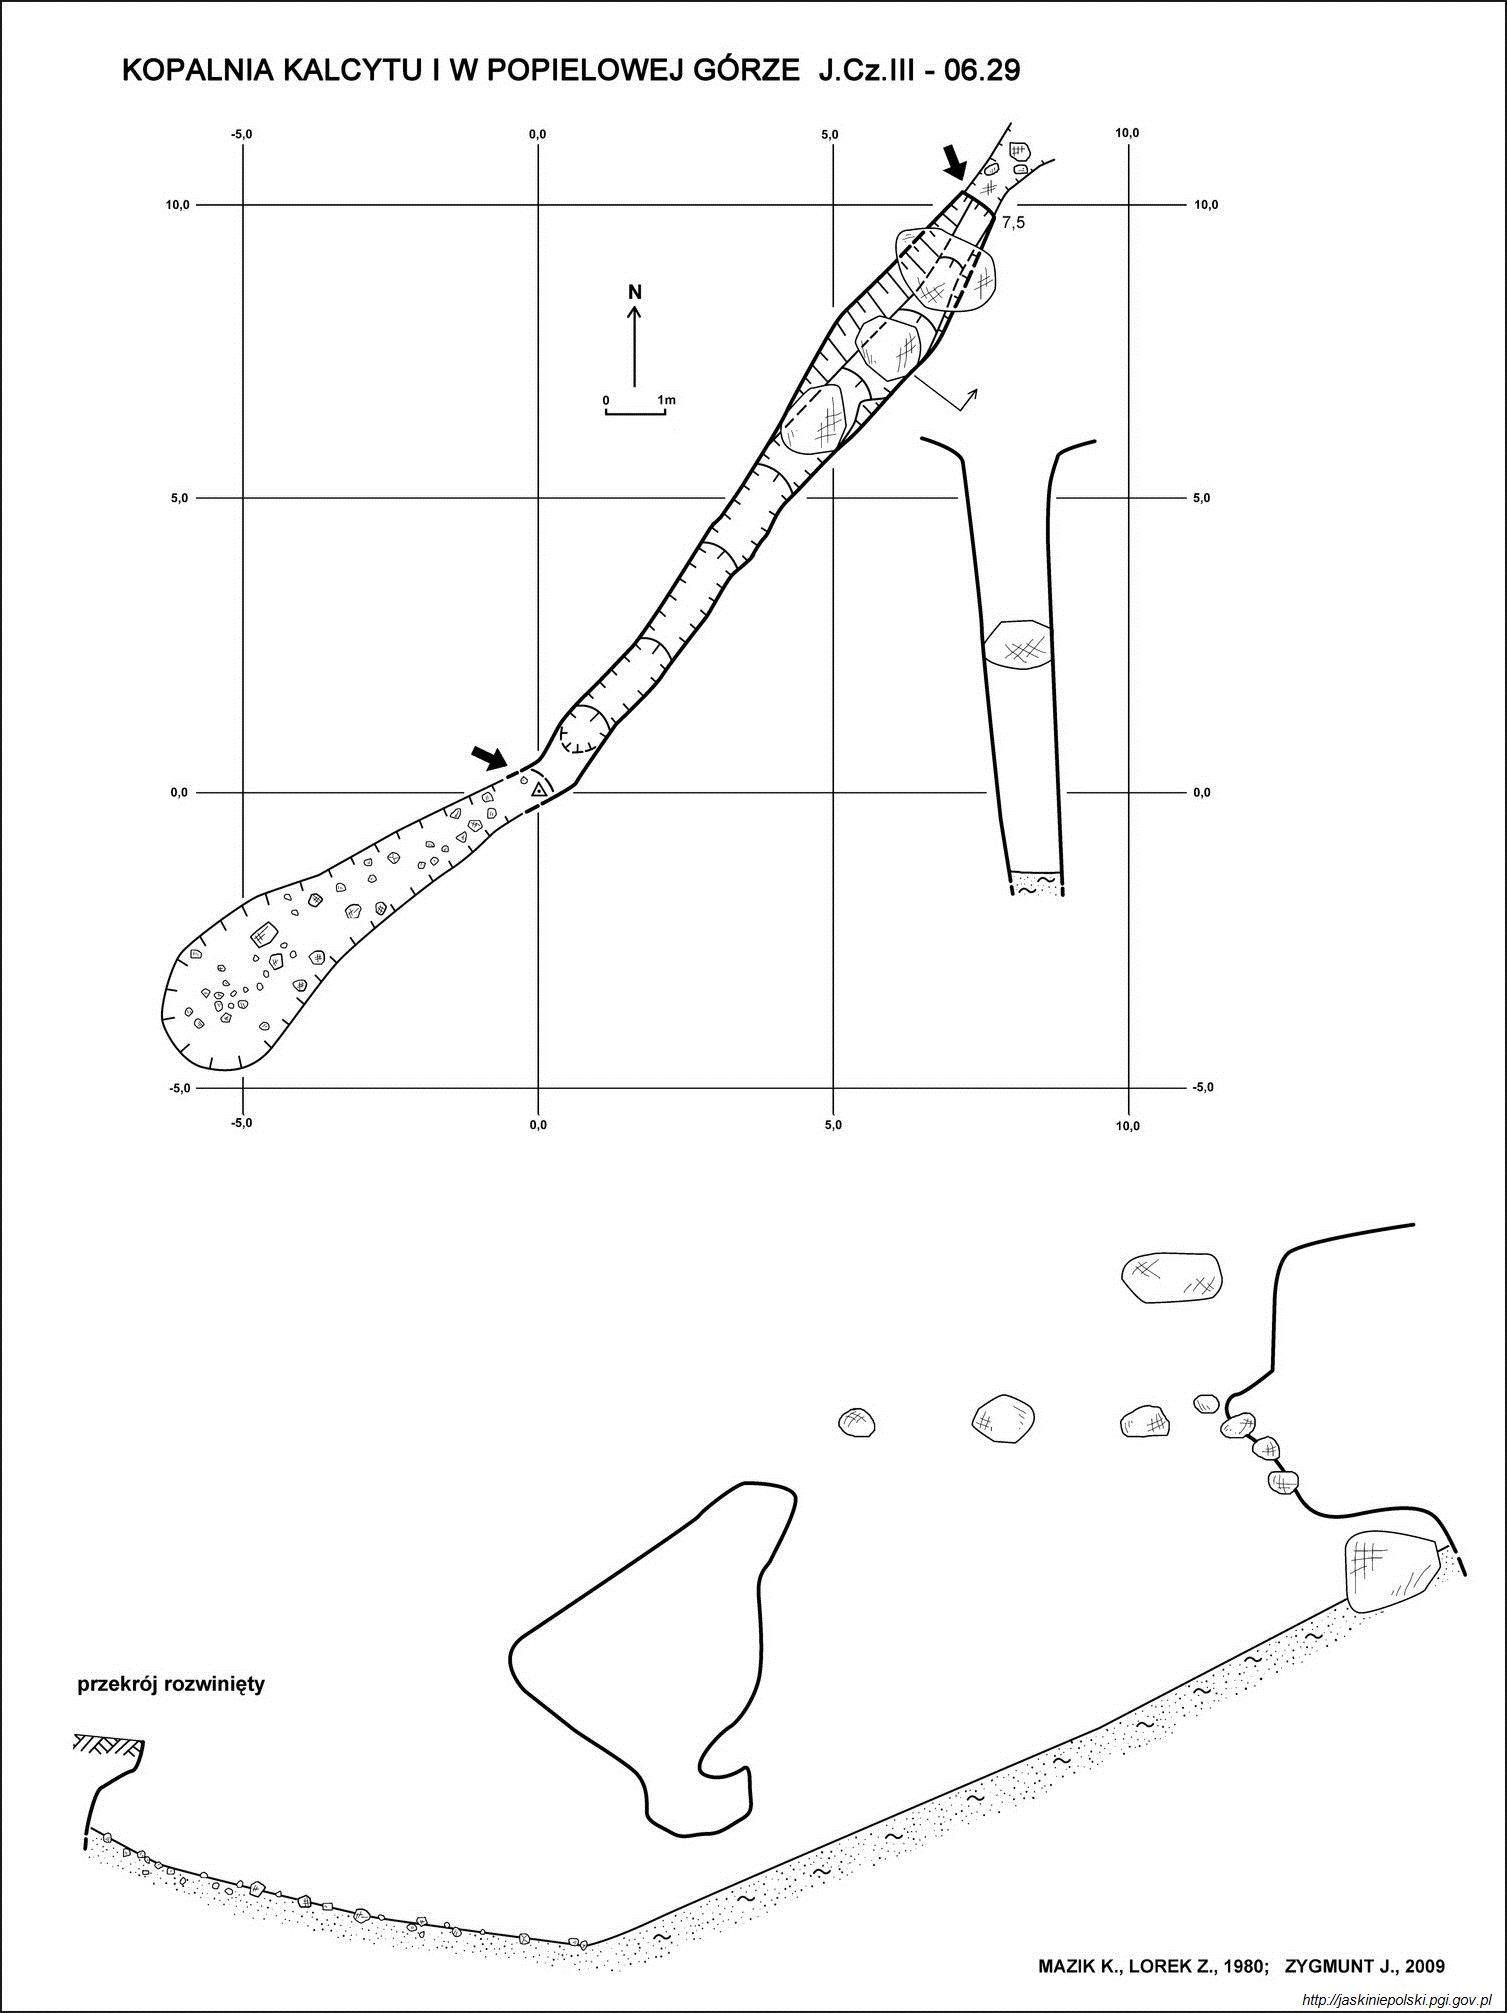 KOPALNIA KALCYTU I W POPIELOWEJ GÓRZE J.Cz.III - 06.29
-5,0 0,0 5,0 10,0
10,0 10,0
7,5
N
0 1m
5,0 5,0
0,0 0,0
-5,0 -5,0
-5,0 0,0 5,0 10,0
przekrój rozwinięty
MAZIK K., LOREK Z., 1980; ZYGMUNT J., 2009
http://jaskiniepolski.pgi.gov.pl